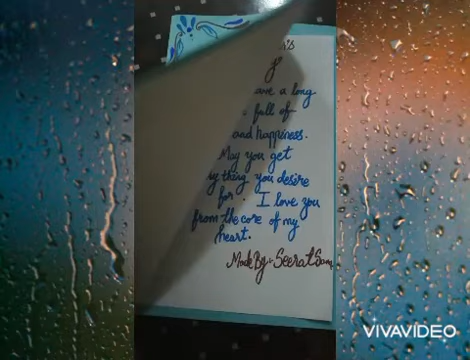 a long
full of
and happiness.
May you get
thing you desire
for. I love you
from the core of my
heart.
Made By:- Seerat
VIVAVIDEO